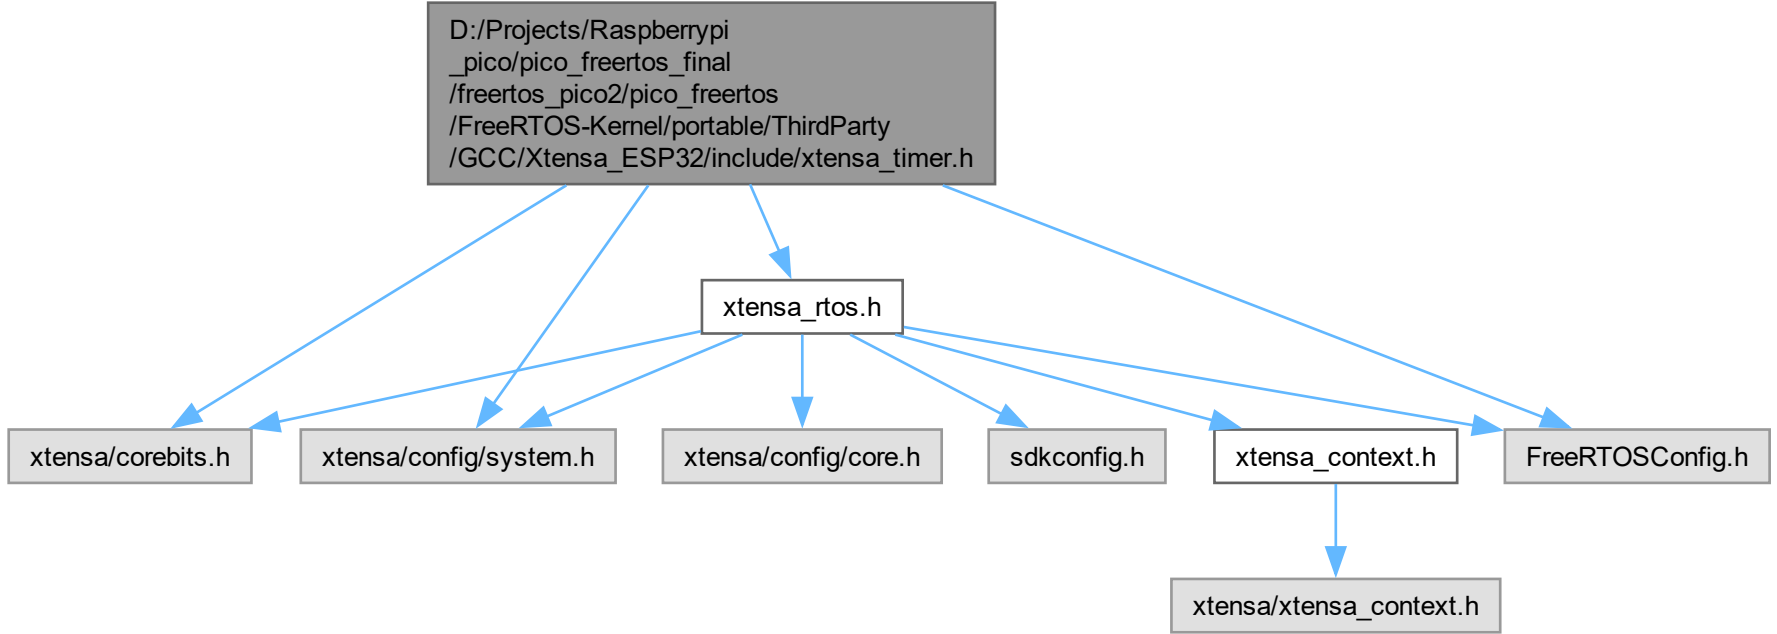 D:/Projects/Raspberrypi
_pico/pico_freertos_final
/freertos_pico2/pico_freertos
/FreeRTOS-Kernel/portable/ThirdParty
/GCC/Xtensa_ESP32/include/xtensa_timer.h
xtensa_rtos.h
xtensa/corebits.h
xtensa/config/system.h
xtensa/config/core.h
sdkconfig.h
xtensa_context.h
FreeRTOSConfig.h
xtensa/xtensa_context.h